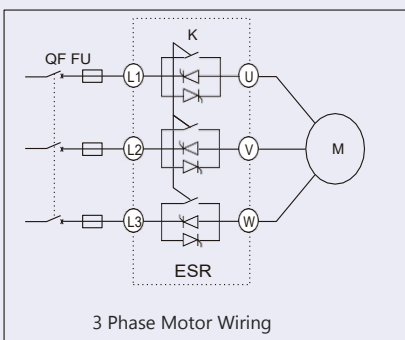 K
QF FU
L1 U
L2 V M
L3 W
ESR
3 Phase Motor Wiring